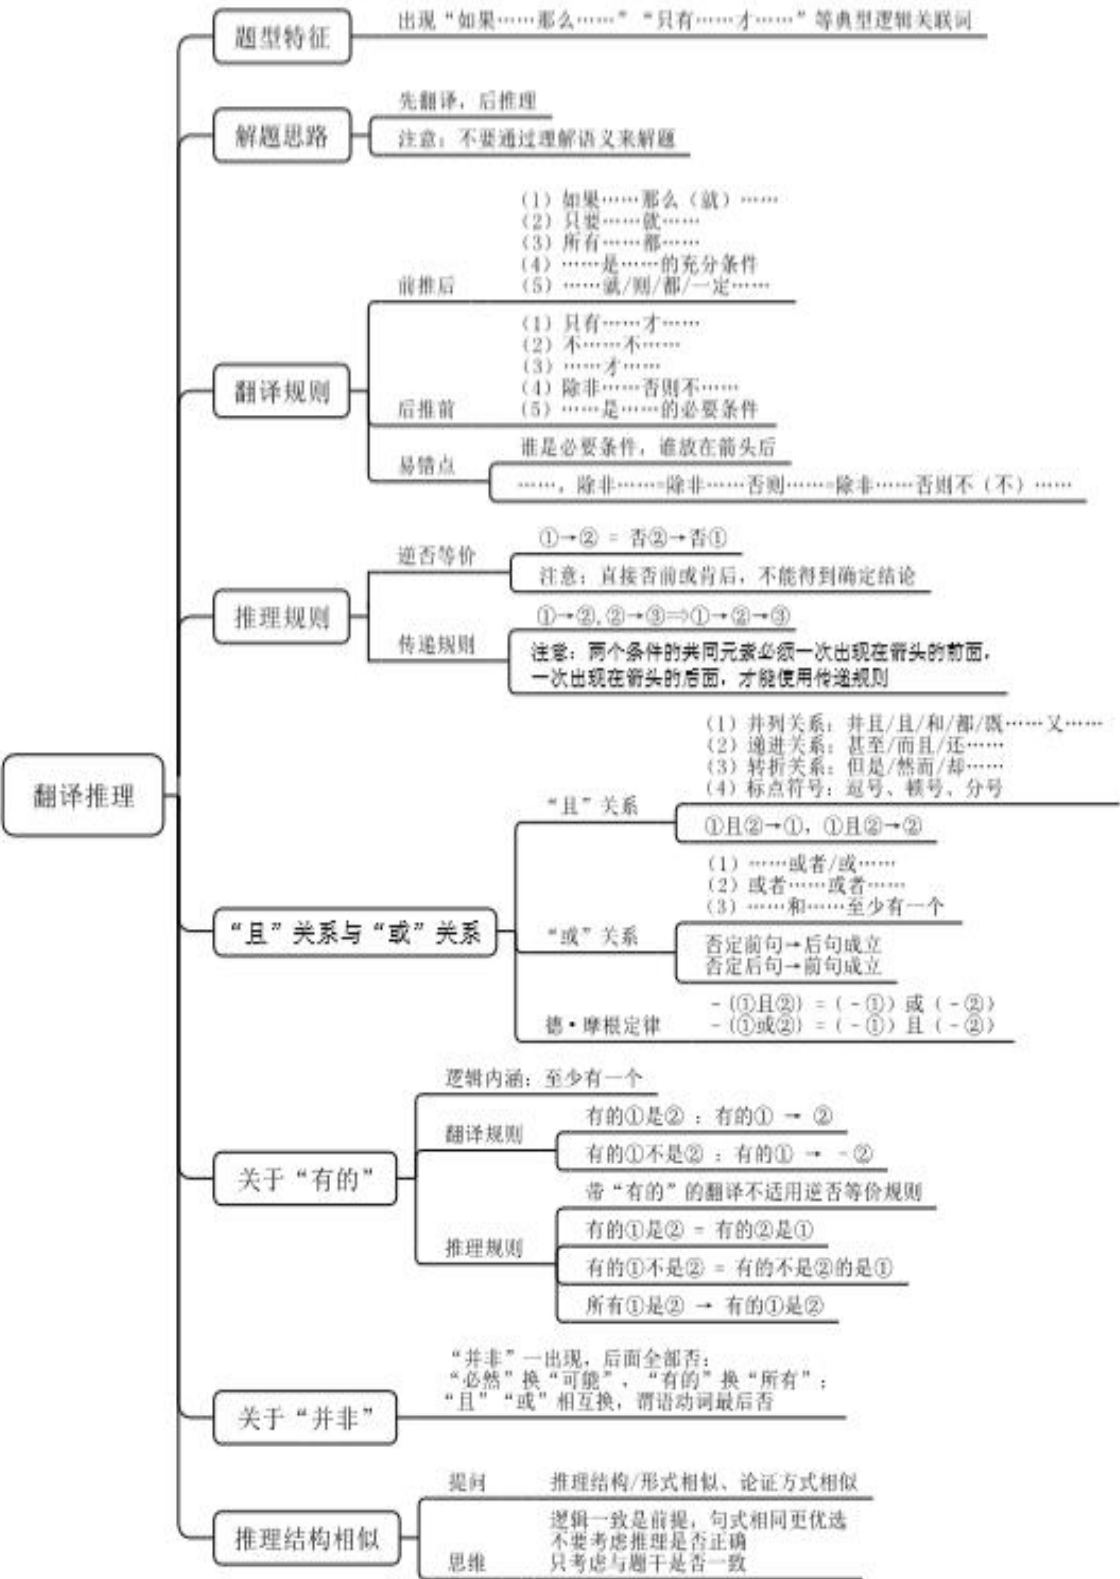 翻译推理
题型特征
出现“如果……那么……”“只有……才……”等典型逻辑关联词
解题思路
先翻译，后推理
注意：不要通过理解语义来解题
翻译规则
前推后
（1）如果……那么（就）……
（2）只要……就……
（3）所有……都……
（4）……是……的充分条件
（5）……就/则/都/一定……
后推前
（1）只有……才……
（2）不……不……
（3）……才……
（4）除非……否则不……
（5）……是……的必要条件
易错点
谁是必要条件，谁放在箭头后
……，除非……=除非……否则……=除非……否则不（不）……
推理规则
逆否等价
①→② = 否②→否①
注意：直接否前或肯后，不能得到确定结论
传递规则
①→②,②→③⇒①→②→③
注意：两个条件的共同元素必须一次出现在箭头的前面，
一次出现在箭头的后面，才能使用传递规则
“且”关系与“或”关系
“且”关系
（1）并列关系：并且/且/和/都/既……又……
（2）递进关系：甚至/而且/还……
（3）转折关系：但是/然而/却……
（4）标点符号：逗号、顿号、分号
①且②→①，①且②→②
“或”关系
（1）……或者/或……
（2）或者……或者……
（3）……和……至少有一个
否定前句→后句成立
否定后句→前句成立
德·摩根定律
-(①且②)=(-①)或(-②)
-(①或②)=(-①)且(-②)
关于“有的”
逻辑内涵：至少有一个
翻译规则
有的①是②：有的① → ②
有的①不是②：有的① → -②
推理规则
带“有的”的翻译不适用逆否等价规则
有的①是② = 有的②是①
有的①不是② = 有的不是②的是①
所有①是② → 有的①是②
关于“并非”
“并非”一出现，后面全部否；
“必然”换“可能”、“有的”换“所有”；
“且”“或”相互换，谓语动词最后否
推理结构相似
提问
推理结构/形式相似、论证方式相似
思维
逻辑一致是前提，句式相同更优选
不要考虑推理是否正确
只考虑与题干是否一致